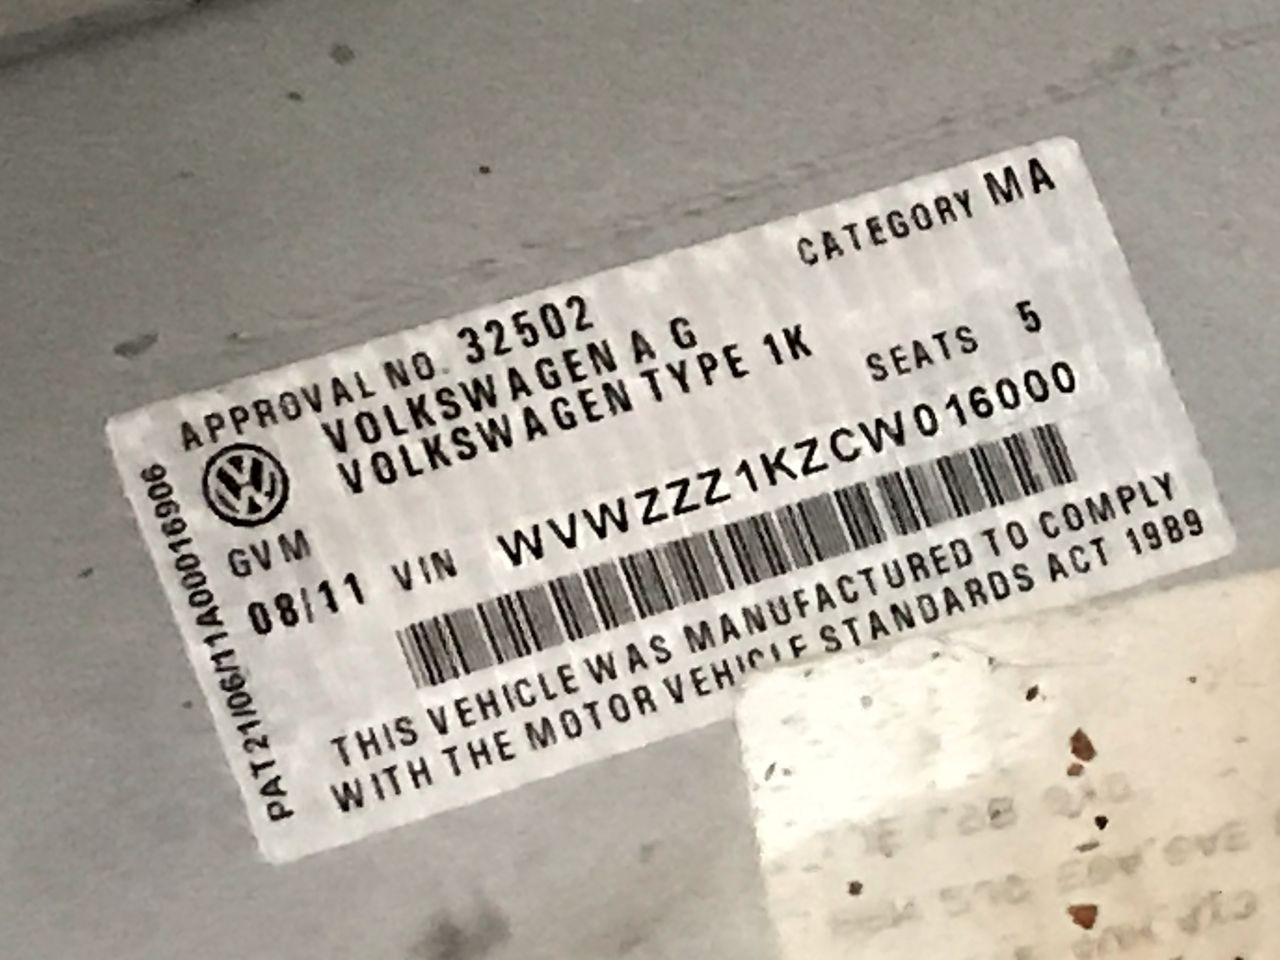 CATEGORY MA
APPROVAL NO. 32502
VOLKSWAGEN A G
VOLKSWAGEN TYPE 1K
SEATS 5
GVM
08/11 VIN WVWZZZ1KZCW016000
THIS VEHICLE WAS MANUFACTURED TO COMPLY
WITH THE MOTOR VEHICLE STANDARDS ACT 1989
PAT21/06/11A0000016906